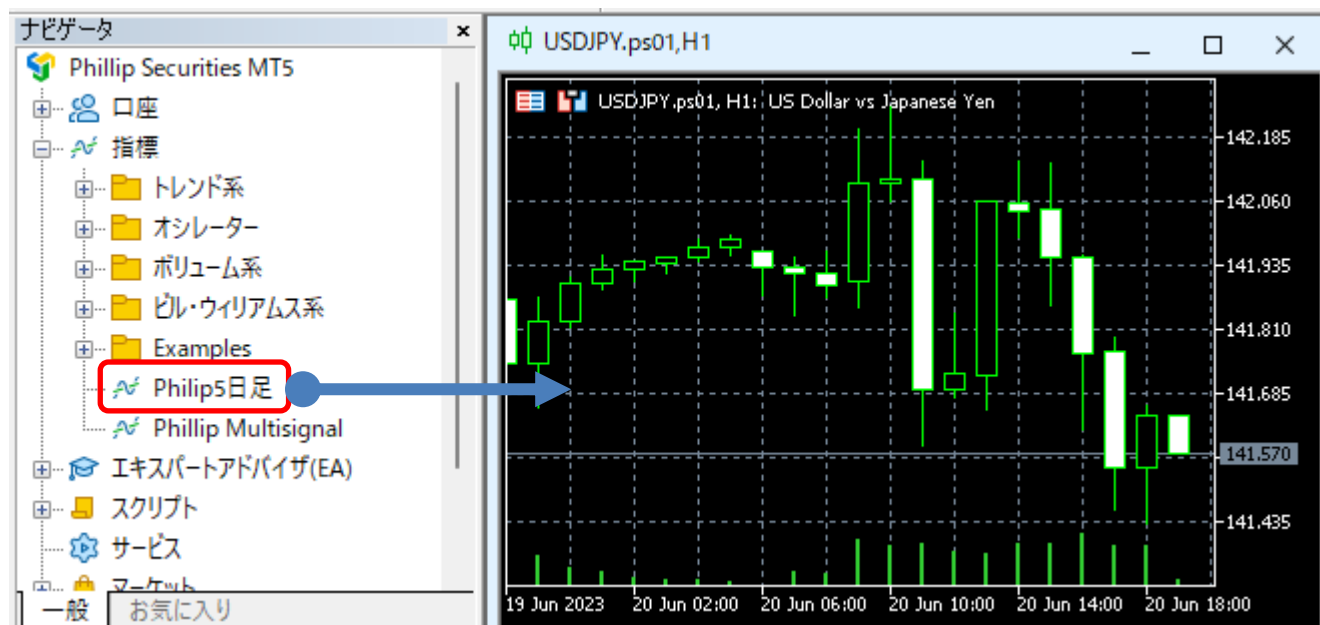 ナビゲータ
Phillip Securities MT5
口座
指標
トレンド系
オシレーター
ボリューム系
ビル・ウィリアムス系
Examples
Philip5日足
Phillip Multisignal
エキスパートアドバイザ(EA)
スクリプト
サービス
マーケット
一般 お気に入り
USDJPY.ps01,H1
USDJPY.ps01, H1: US Dollar vs Japanese Yen
142.185
142.060
141.935
141.810
141.685
141.570
141.435
19 Jun 2023 20 Jun 02:00 20 Jun 06:00 20 Jun 10:00 20 Jun 14:00 20 Jun 18:00